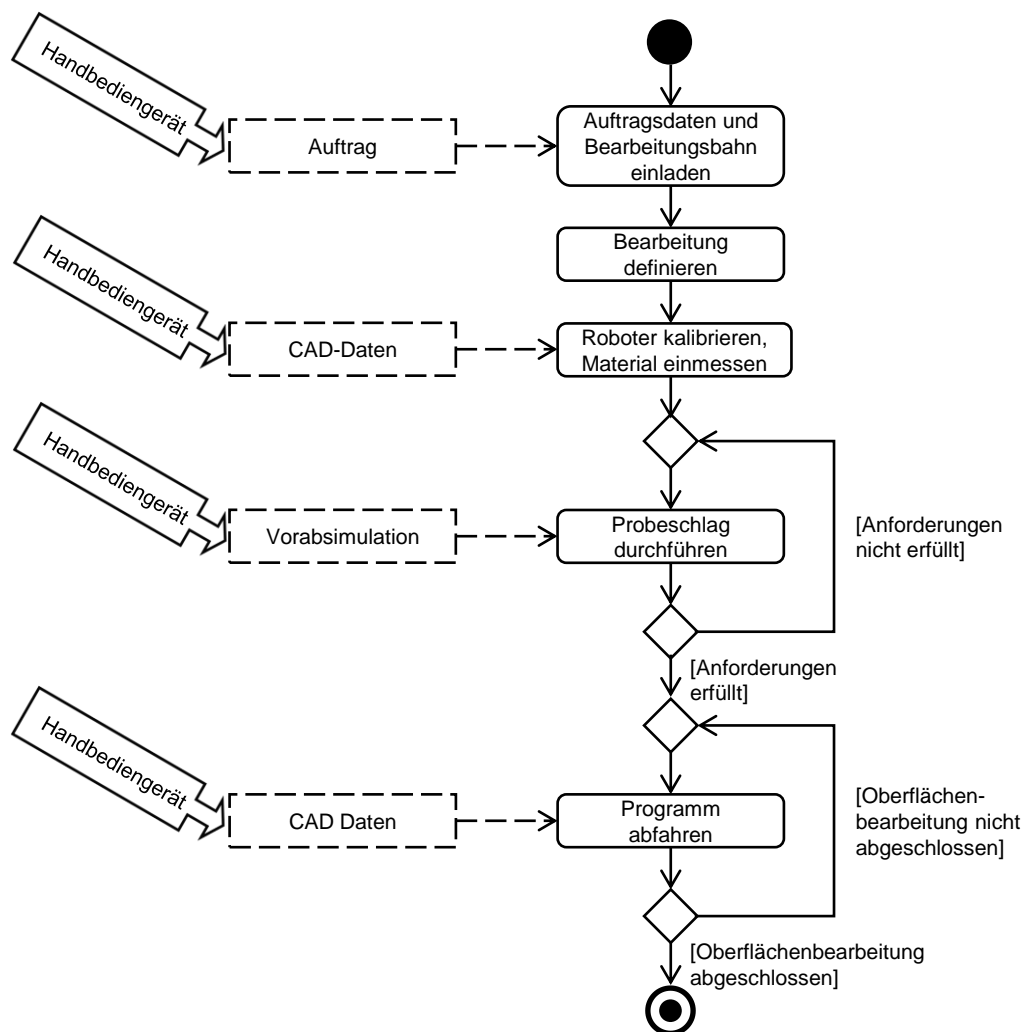 Handbediengerät
Auftrag
Auftragsdaten und
Bearbeitungsbahn
einladen
Bearbeitung
definieren
Handbediengerät
CAD-Daten
Roboter kalibrieren,
Material einmessen
Handbediengerät
Vorabsimulation
Probeschlag
durchführen
[Anforderungen
nicht erfüllt]
[Anforderungen
erfüllt]
Handbediengerät
CAD Daten
Programm
abfahren
[Oberflächen-
bearbeitung nicht
abgeschlossen]
[Oberflächenbearbeitung
abgeschlossen]